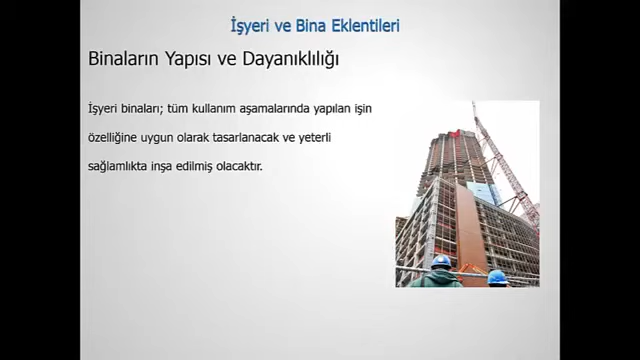 İşyeri ve Bina Eklentileri
Binaların Yapısı ve Dayanıklılığı
İşyeri binaları; tüm kullanım aşamalarında yapılan işin
özelliğine uygun olarak tasarlanacak ve yeterli
sağlamlıkta inşa edilmiş olacaktır.